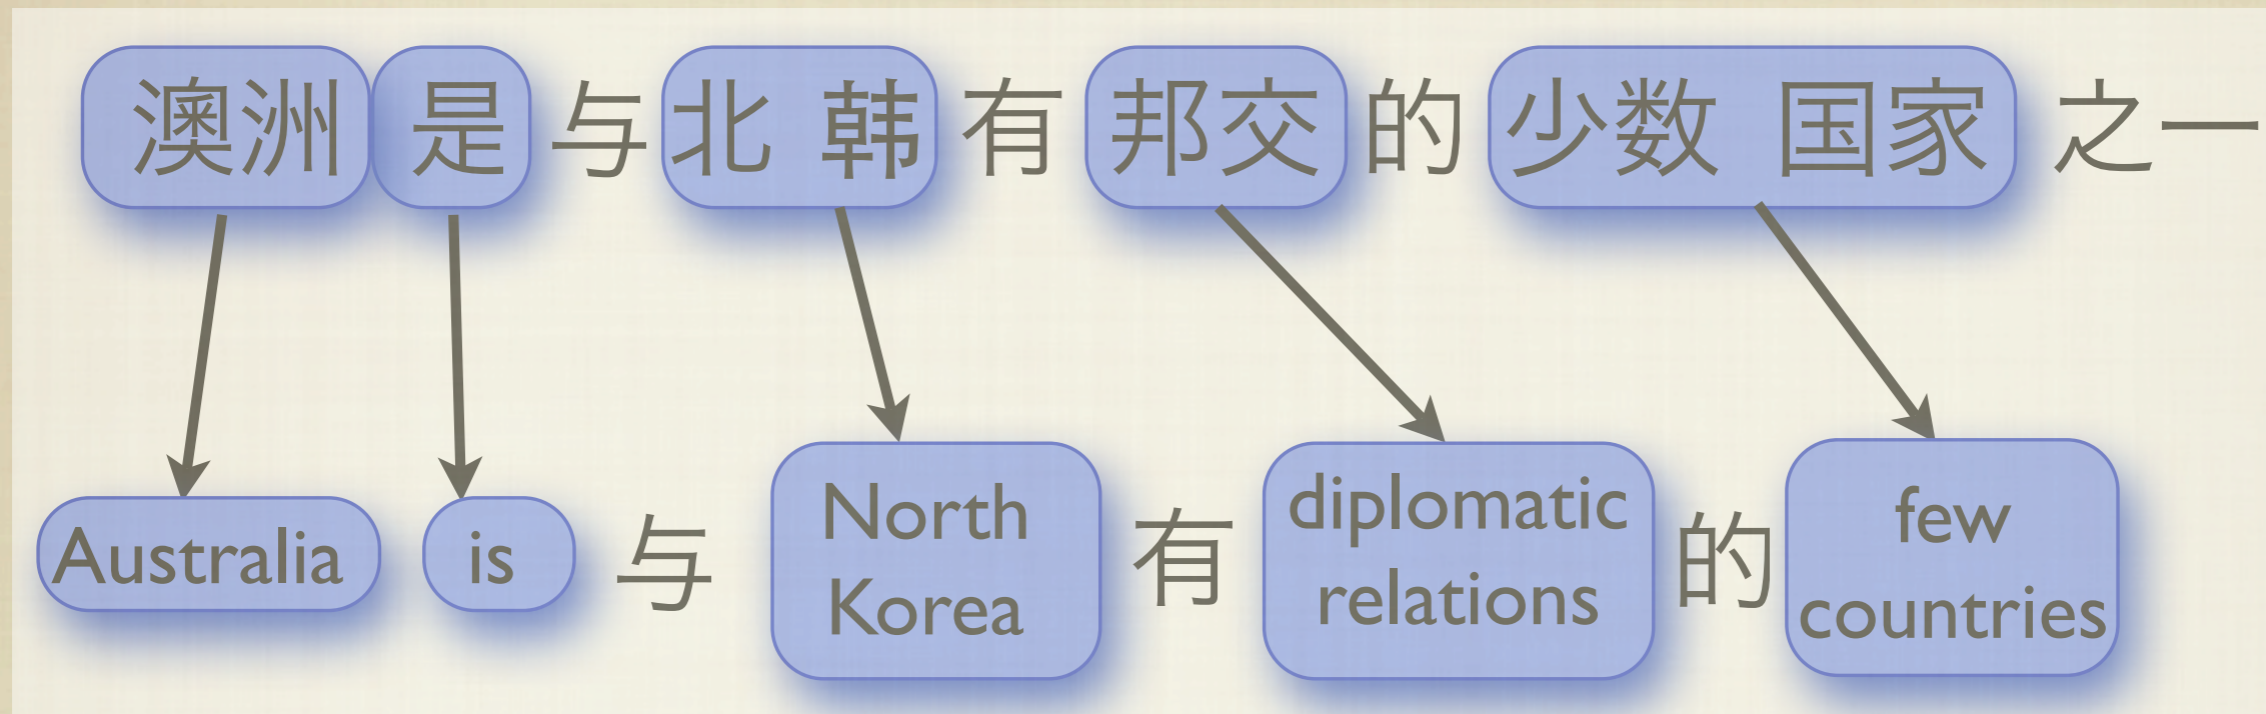 澳洲 是 与 北 韩 有 邦交 的 少数 国家 之一
Australia is 与 North Korea 有 diplomatic relations 的 few countries